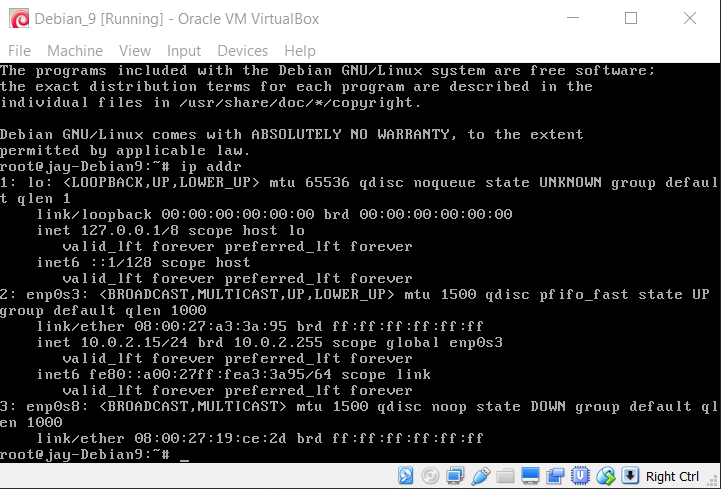 Debian_9 [Running] - Oracle VM VirtualBox
File Machine View Input Devices Help
The programs included with the Debian GNU/Linux system are free software;
the exact distribution terms for each program are described in the
individual files in /usr/share/doc/*/copyright.
Debian GNU/Linux comes with ABSOLUTELY NO WARRANTY, to the extent
permitted by applicable law.
root@jay-Debian9:~# ip addr
1: lo: <LOOPBACK,UP,LOWER_UP> mtu 65536 qdisc noqueue state UNKNOWN group defaul
t qlen 1
link/loopback 00:00:00:00:00:00 brd 00:00:00:00:00:00
inet 127.0.0.1/8 scope host lo
valid_lft forever preferred_lft forever
inet6 ::1/128 scope host
valid_lft forever preferred_lft forever
2: enp0s3: <BROADCAST,MULTICAST,UP,LOWER_UP> mtu 1500 qdisc pfifo_fast state UP
group default qlen 1000
link/ether 08:00:27:a3:3a:95 brd ff:ff:ff:ff:ff:ff
inet 10.0.2.15/24 brd 10.0.2.255 scope global enp0s3
valid_lft forever preferred_lft forever
inet6 fe80::a00:27ff:fea3:3a95/64 scope link
valid_lft forever preferred_lft forever
3: enp0s8: <BROADCAST,MULTICAST> mtu 1500 qdisc noop state DOWN group default ql
en 1000
link/ether 08:00:27:19:ce:2d brd ff:ff:ff:ff:ff:ff
root@jay-Debian9:~# _
Right Ctrl